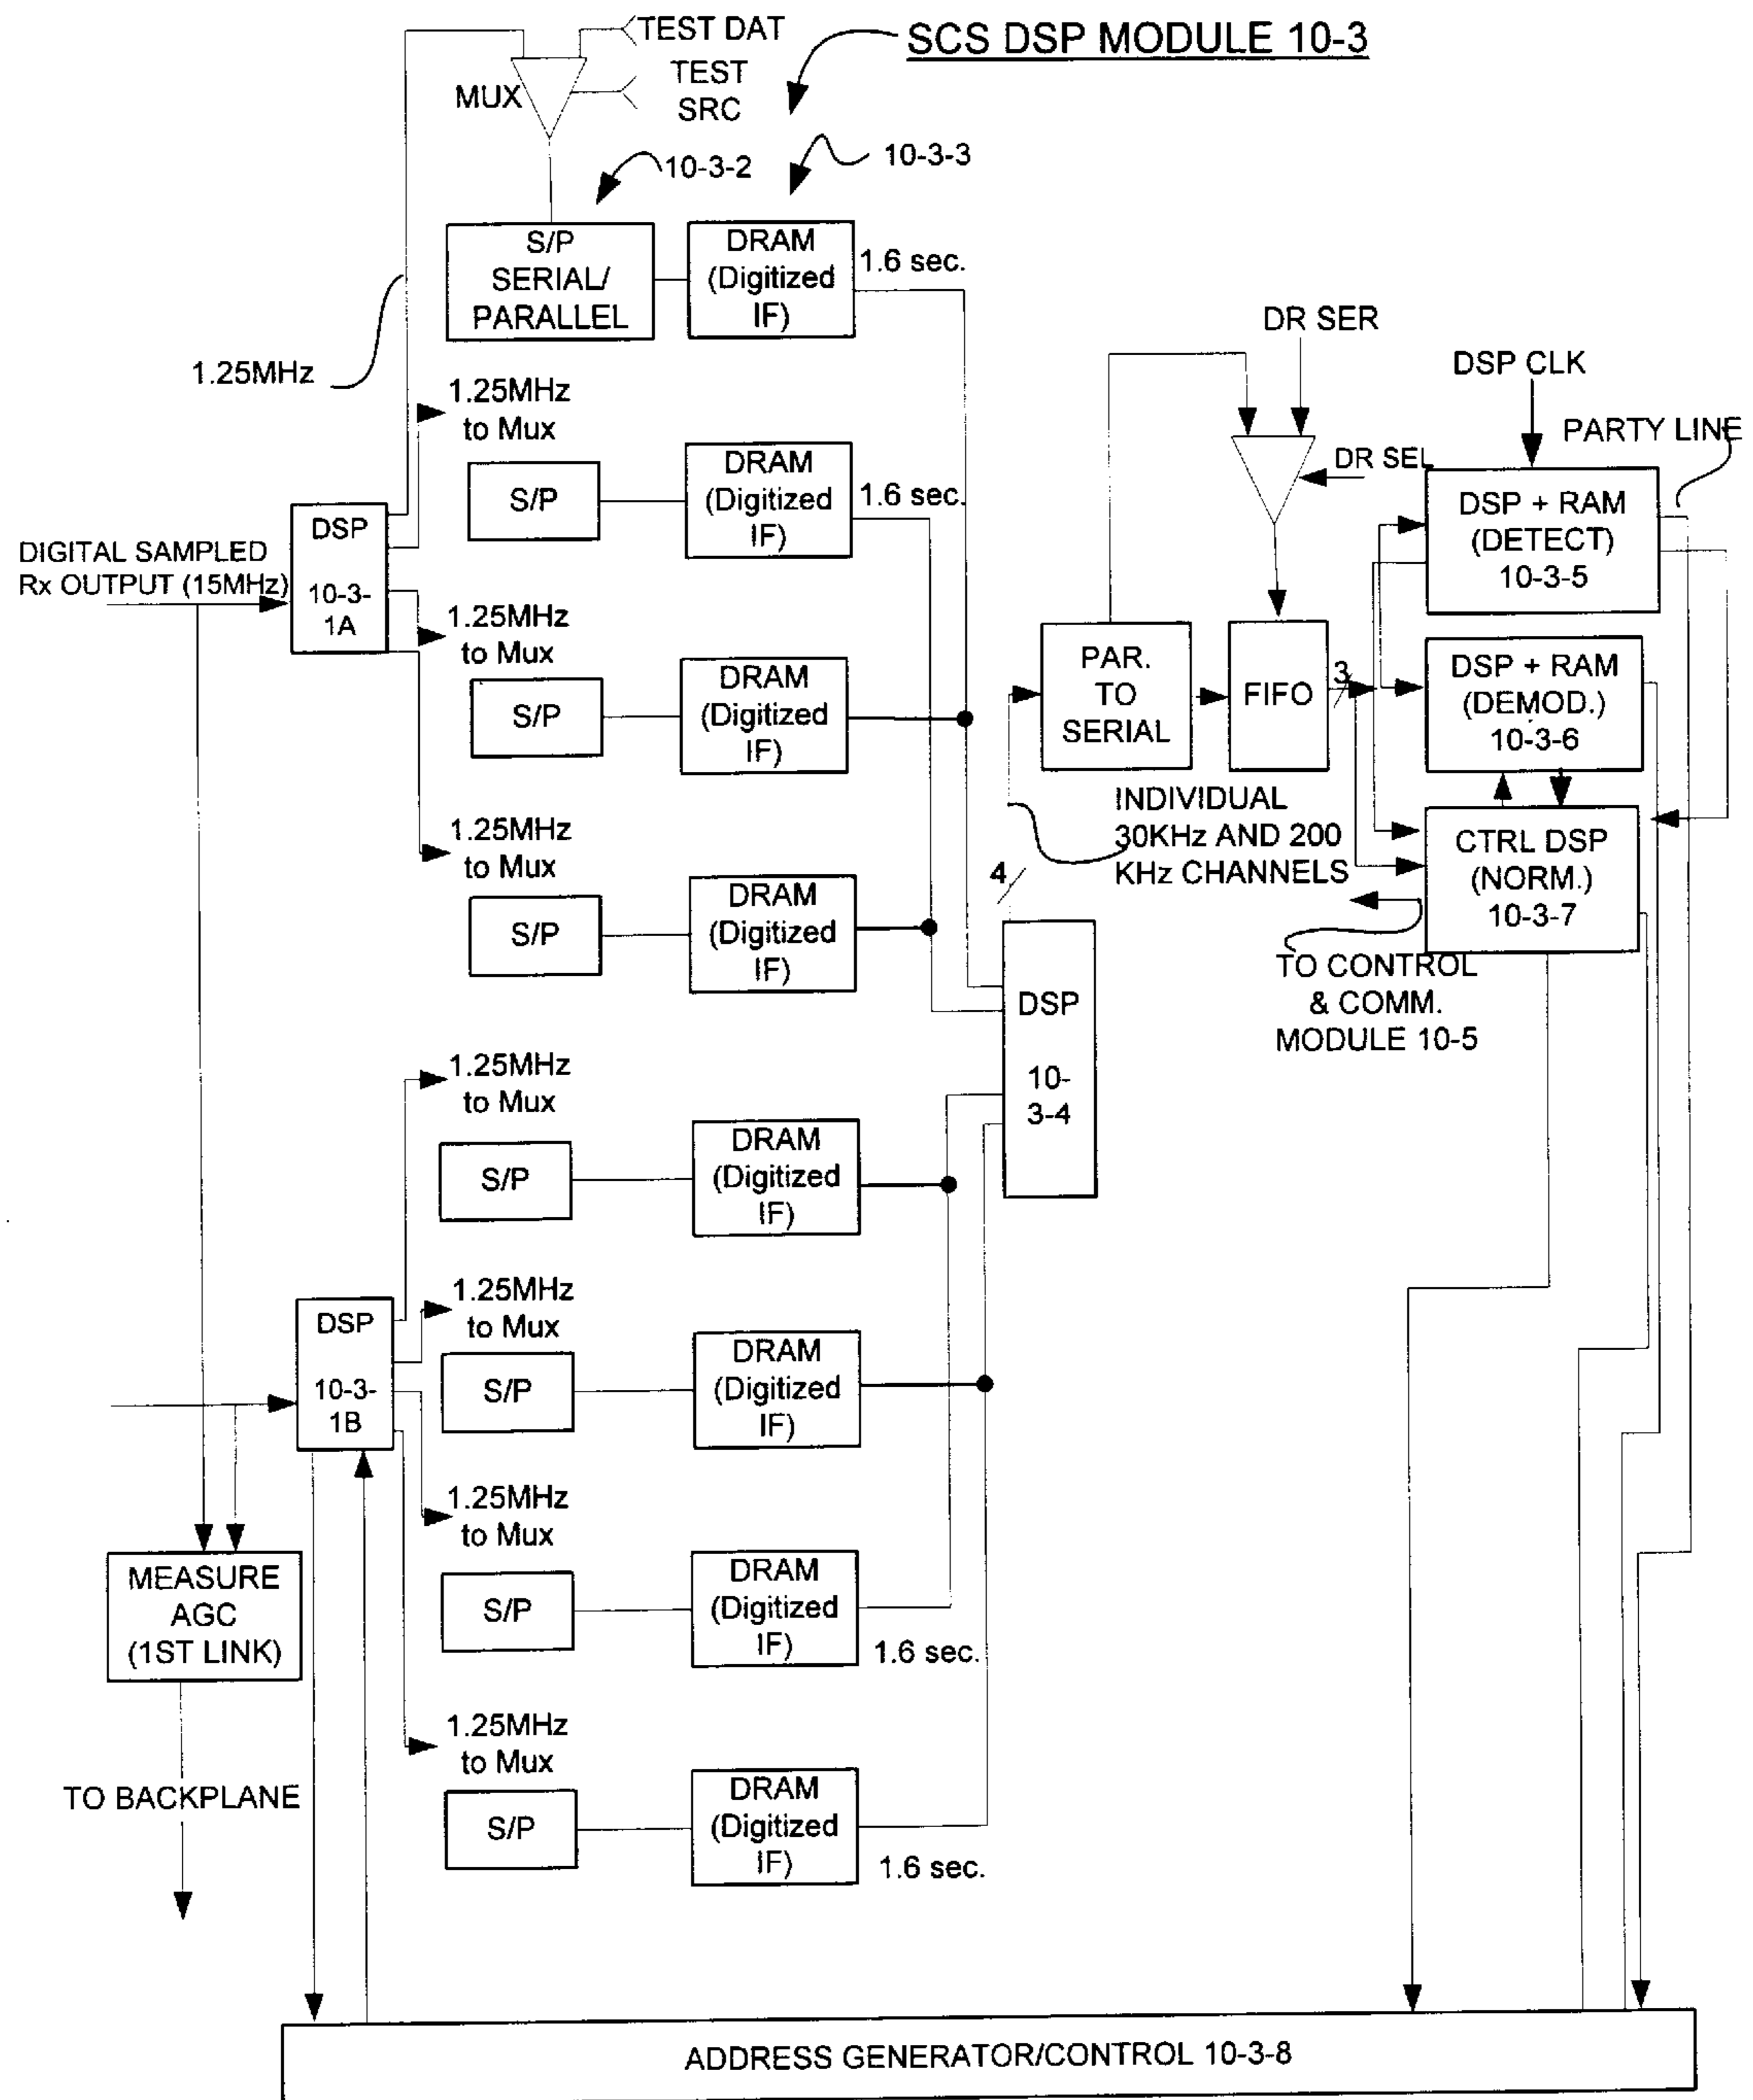 TEST DAT
SCS DSP MODULE 10-3
MUX
TEST
SRC
10-3-2
10-3-3
S/P
SERIAL/
PARALLEL
DRAM
(Digitized
IF)
1.6 sec.
1.25MHz
1.25MHz
to Mux
S/P
DRAM
(Digitized
IF)
1.6 sec.
DSP
10-3-
1A
DIGITAL SAMPLED
Rx OUTPUT (15MHz)
1.25MHz
to Mux
S/P
DRAM
(Digitized
IF)
1.25MHz
to Mux
S/P
DRAM
(Digitized
IF)
DR SER
DSP CLK
PARTY LINE
DR SEL
DSP + RAM
(DETECT)
10-3-5
PAR.
TO
SERIAL
FIFO
3
DSP + RAM
(DEMOD.)
10-3-6
INDIVIDUAL
30KHz AND 200
KHz CHANNELS
CTRL DSP
(NORM.)
10-3-7
4
TO CONTROL
& COMM.
MODULE 10-5
DSP
10-
3-4
1.25MHz
to Mux
S/P
DRAM
(Digitized
IF)
1.25MHz
to Mux
DSP
10-3-
1B
S/P
DRAM
(Digitized
IF)
1.25MHz
to Mux
S/P
DRAM
(Digitized
IF)
1.6 sec.
MEASURE
AGC
(1ST LINK)
1.25MHz
to Mux
TO BACKPLANE
S/P
DRAM
(Digitized
IF)
1.6 sec.
ADDRESS GENERATOR/CONTROL 10-3-8